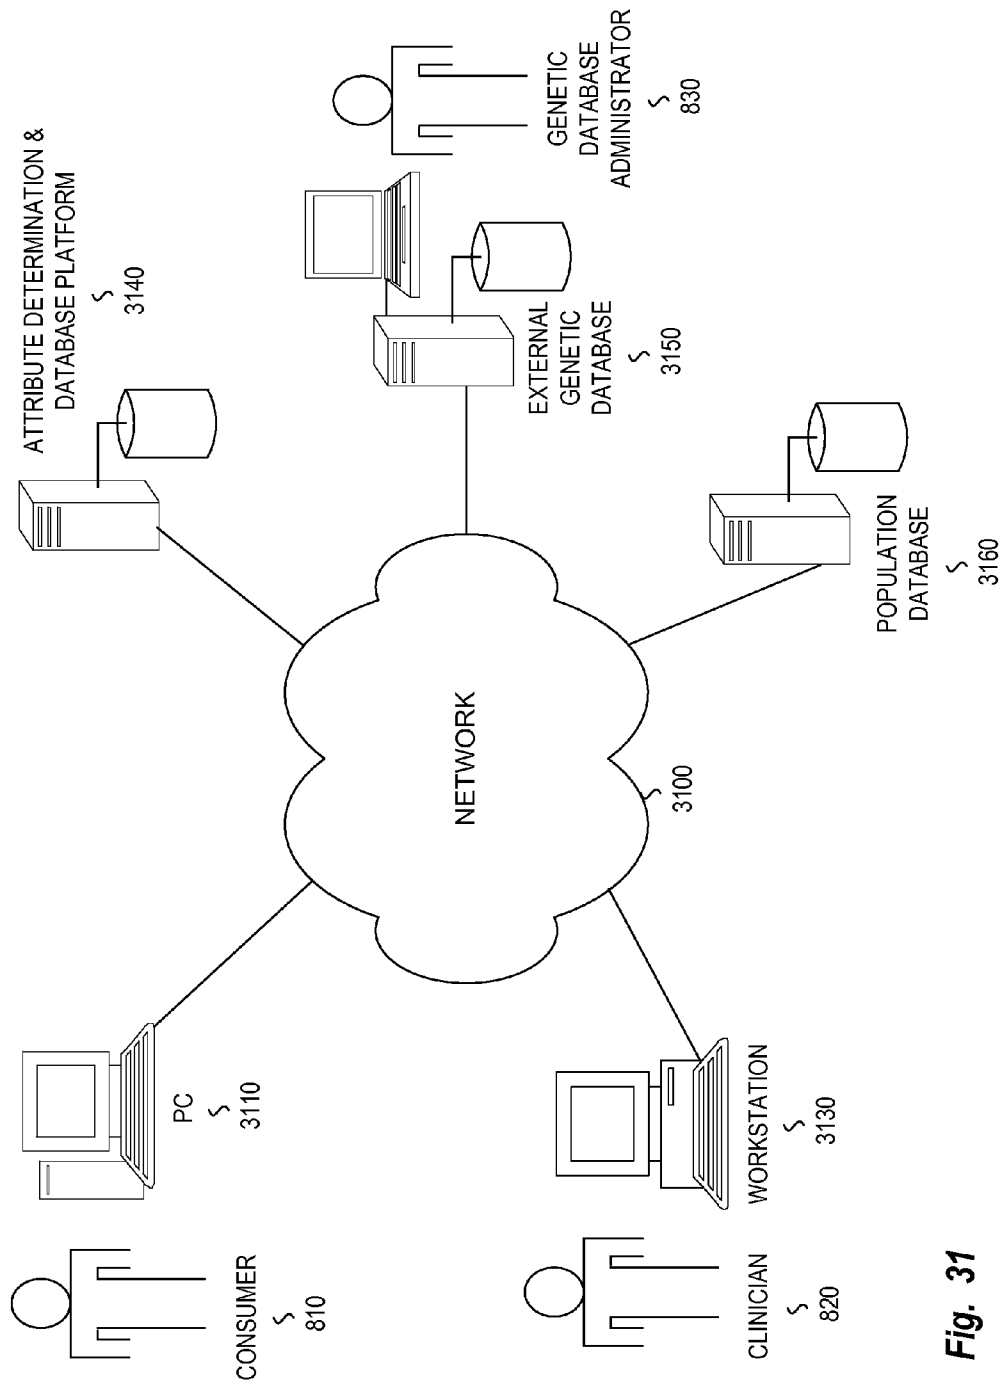 ATTRIBUTE DETERMINATION &
DATABASE PLATFORM
3140
CONSUMER
810
PC
3110
NETWORK
3100
EXTERNAL
GENETIC
DATABASE
3150
GENETIC
DATABASE
ADMINISTRATOR
830
CLINICIAN
820
WORKSTATION
3130
POPULATION
DATABASE
3160
Fig. 31